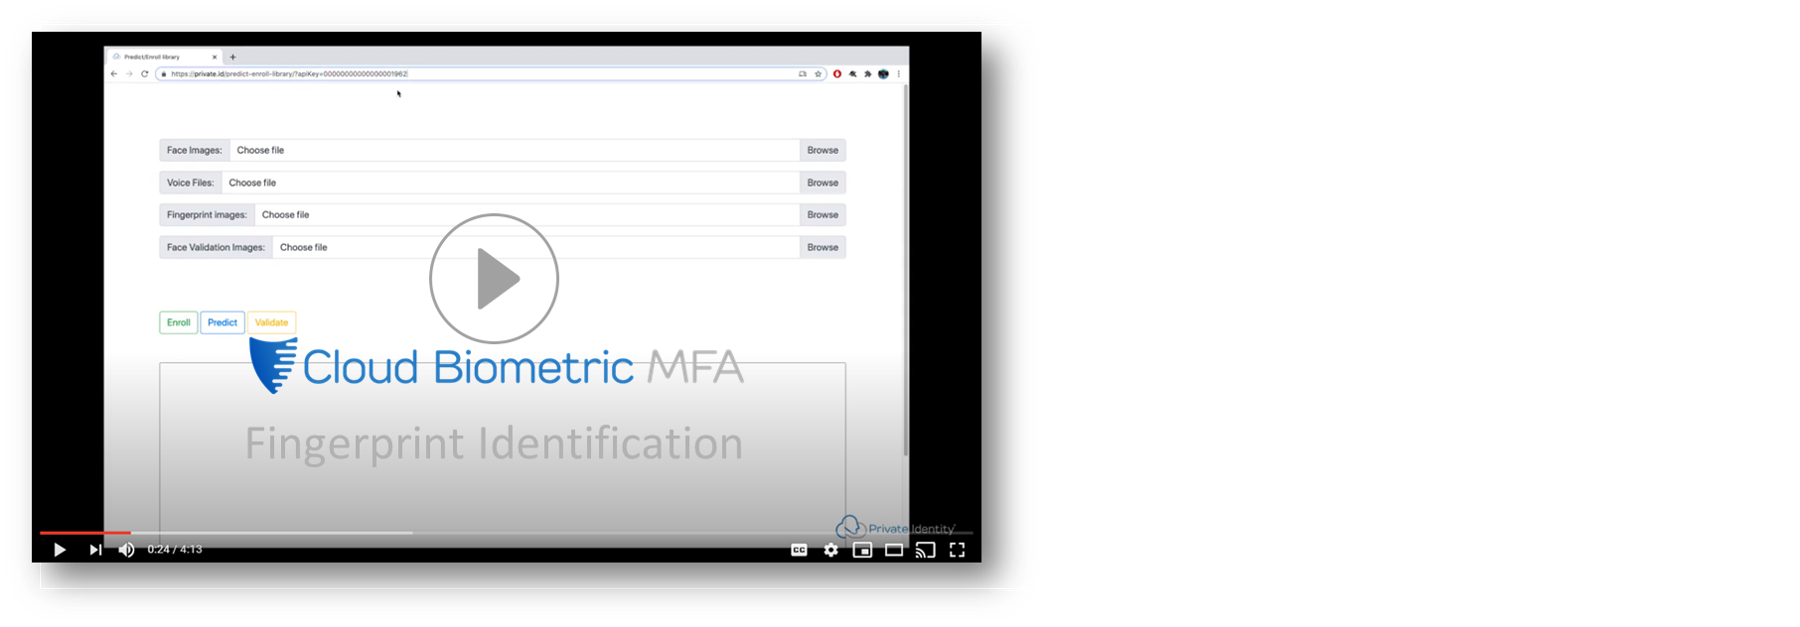 Predict/Enroll library
https://private.id/predict-enroll-library/?apiKey=00000000000000001962
Face Images: Choose file Browse
Voice Files: Choose file Browse
Fingerprint images: Choose file Browse
Face Validation Images: Choose file Browse
Enroll Predict Validate
Cloud Biometric MFA
Fingerprint Identification
Private Identity
0:24 / 4:13 CC